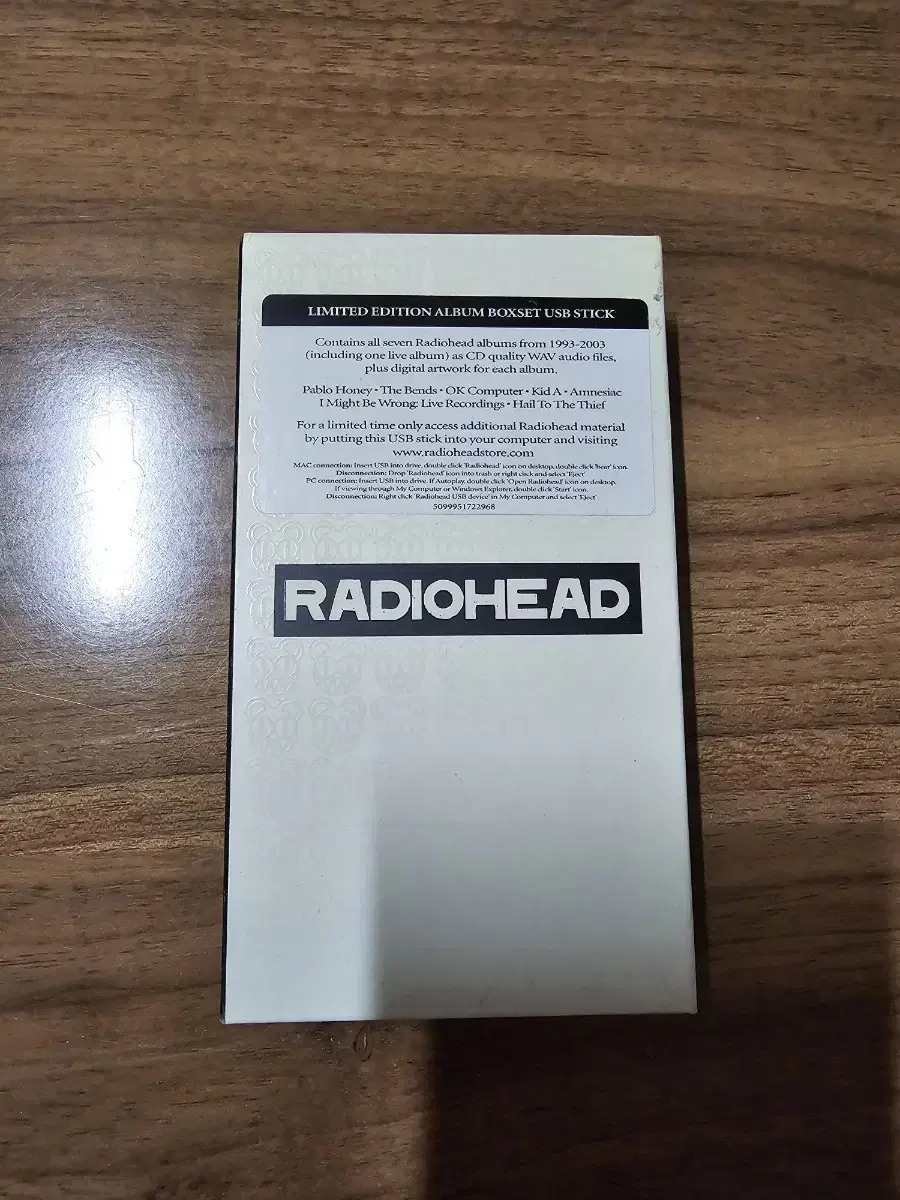 LIMITED EDITION ALBUM BOXSET USB STICK
Contains all seven Radiohead albums from 1993-2003
(including one live album) as CD quality WAV audio files,
plus digital artwork for each album.
Pablo Honey • The Bends • OK Computer • Kid A • Amnesiac
I Might Be Wrong: Live Recordings • Hail To The Thief
For a limited time only access additional Radiohead material
by putting this USB stick into your computer and visiting
www.radioheadstore.com
MAC connection: Insert USB into drive, double click 'Radiohead' icon on desktop, double click 'bear' icon.
Disconnection: Drop 'Radiohead' icon into trash or right click and select 'Eject'
PC connection: Insert USB into drive. If Autoplay, double click 'Open Radiohead' icon on desktop.
If viewing through My Computer or Windows Explorer, double click 'Start' icon.
Disconnection: Right click 'Radiohead USB device' in My Computer and select 'Eject'
5099951722968
RADIOHEAD